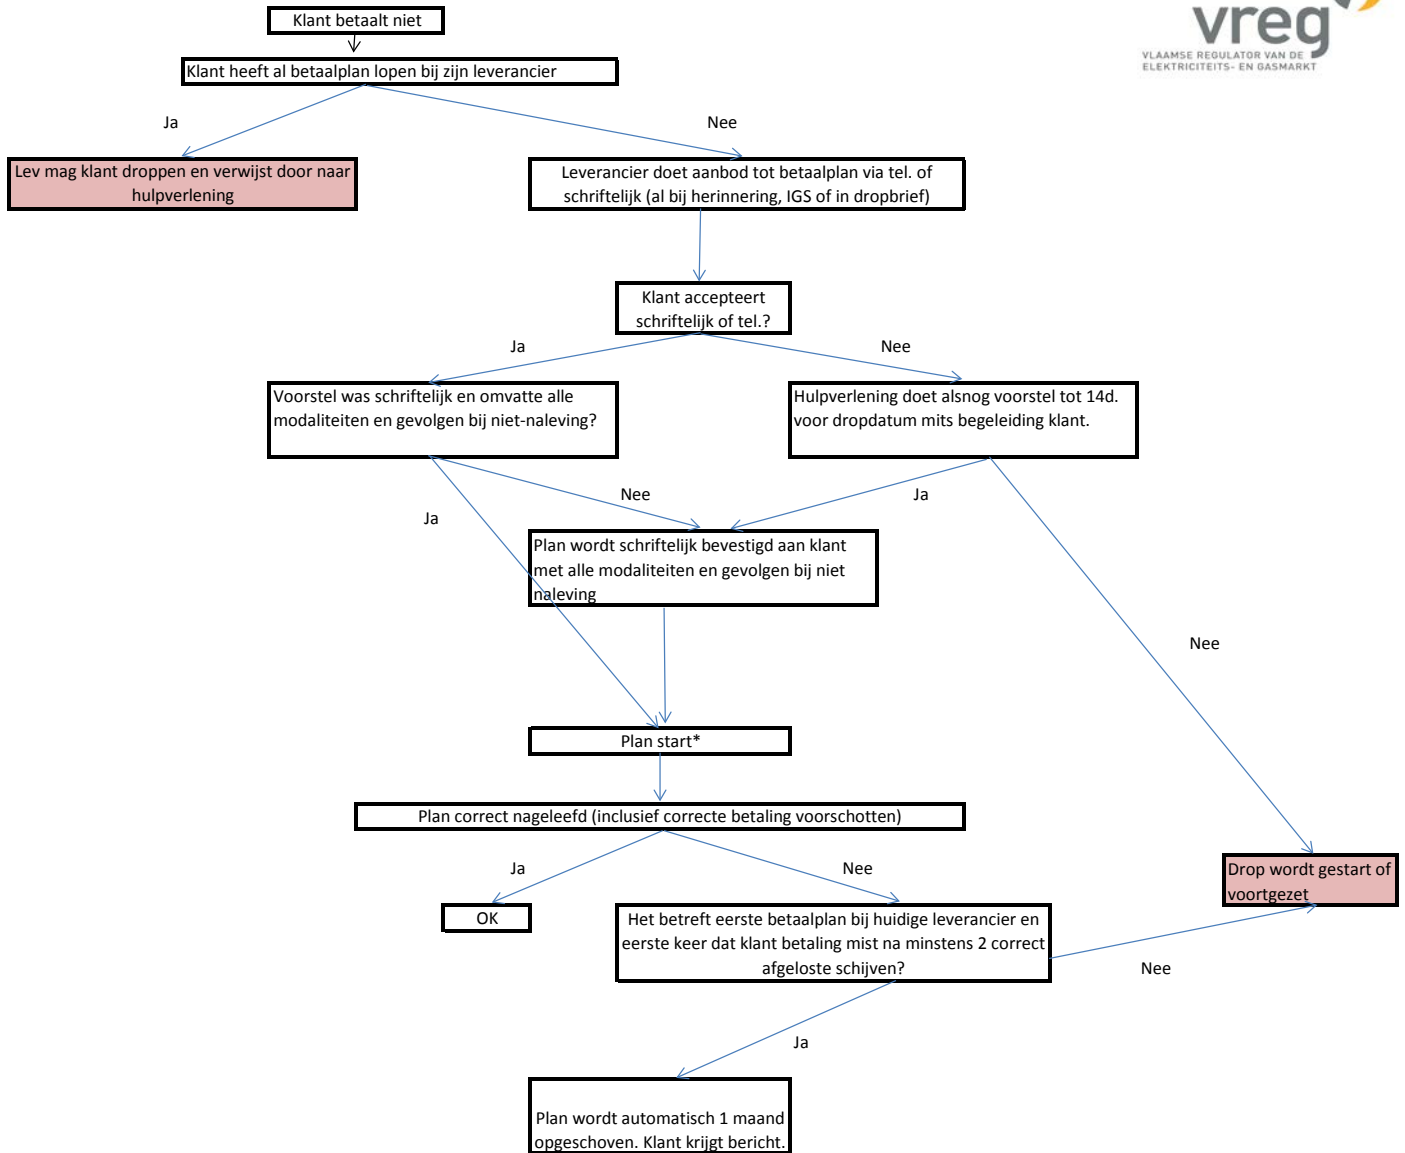 Klant betaalt niet
vreg
VLAAMSE REGULATOR VAN DE
ELEKTRICITEITS- EN GASMARKT
Klant heeft al betaalplan lopen bij zijn leverancier
Ja
Nee
Lev mag klant droppen en verwijst door naar
hulpverlening
Leverancier doet aanbod tot betaalplan via tel. of
schriftelijk (al bij herinnering, IGS of in dropbrief)
Klant accepteert
schriftelijk of tel.?
Ja
Nee
Voorstel was schriftelijk en omvatte alle
modaliteiten en gevolgen bij niet-naleving?
Hulpverlening doet alsnog voorstel tot 14d.
voor dropdatum mits begeleiding klant.
Nee
Ja
Ja
Plan wordt schriftelijk bevestigd aan klant
met alle modaliteiten en gevolgen bij niet
naleving
Nee
Plan start*
Plan correct nageleefd (inclusief correcte betaling voorschotten)
Ja
Nee
Drop wordt gestart of
voortgezet
OK
Het betreft eerste betaalplan bij huidige leverancier en
eerste keer dat klant betaling mist na minstens 2 correct
afgeloste schijven?
Nee
Ja
Plan wordt automatisch 1 maand
opgeschoven. Klant krijgt bericht.